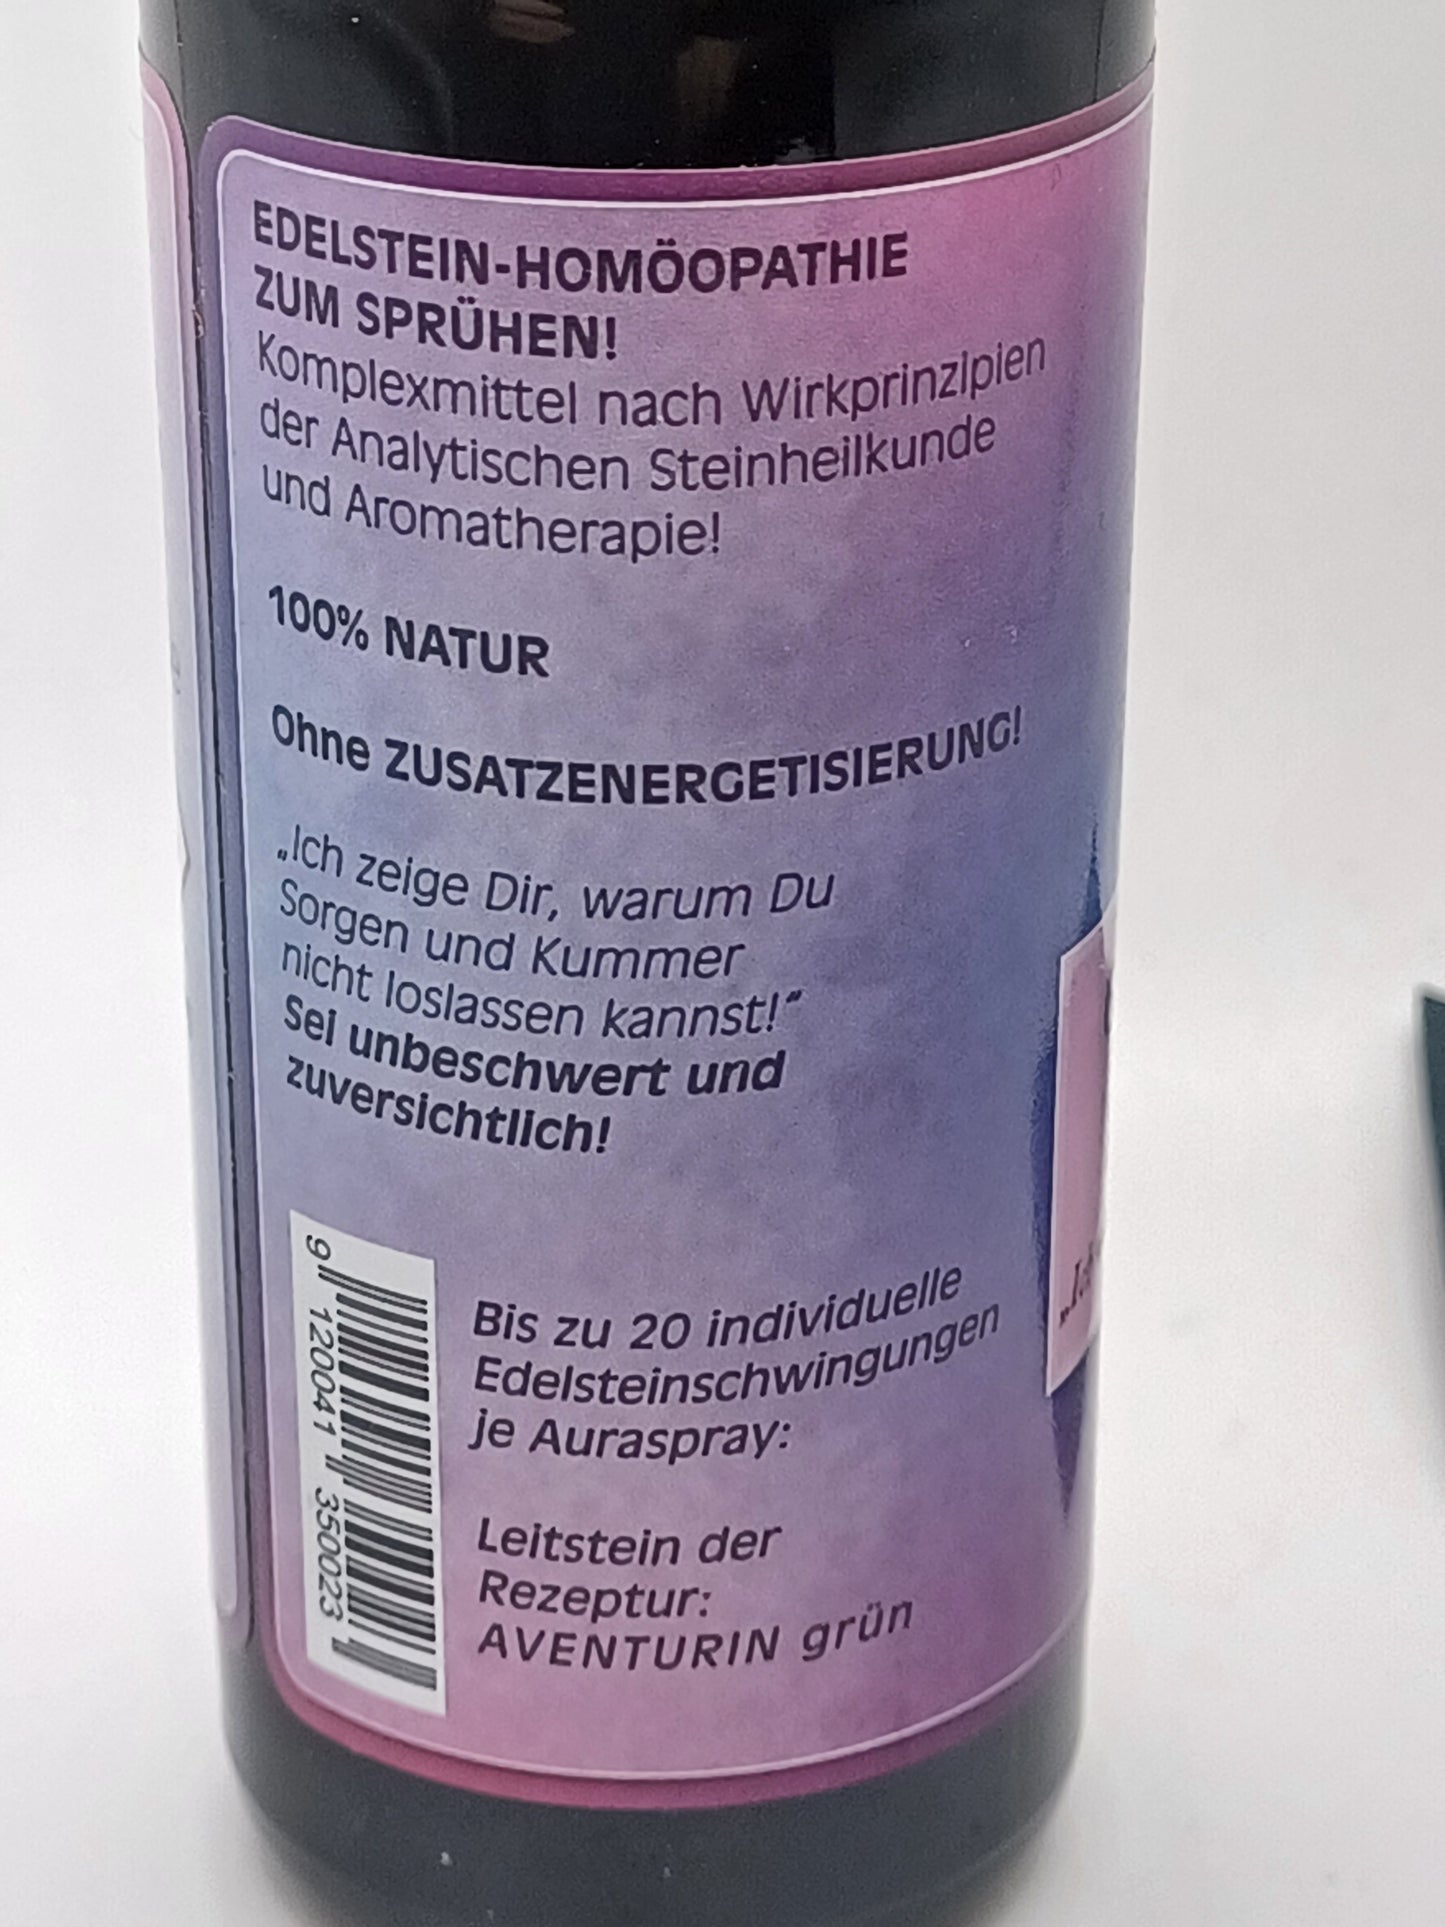 EDELSTEIN-HOMÖOPATHIE
ZUM SPRÜHEN!
Komplexmittel nach Wirkprinzipien
der Analytischen Steinheilkunde
und Aromatherapie!
100% NATUR
Ohne ZUSATZENERGETISIERUNG!
„Ich zeige Dir, warum Du
Sorgen und Kummer
nicht loslassen kannst!“
Sei unbeschwert und
zuversichtlich!
9 120041 350023
Bis zu 20 individuelle
Edelsteinschwingungen
je Auraspray:
Leitstein der
Rezeptur:
AVENTURIN grün